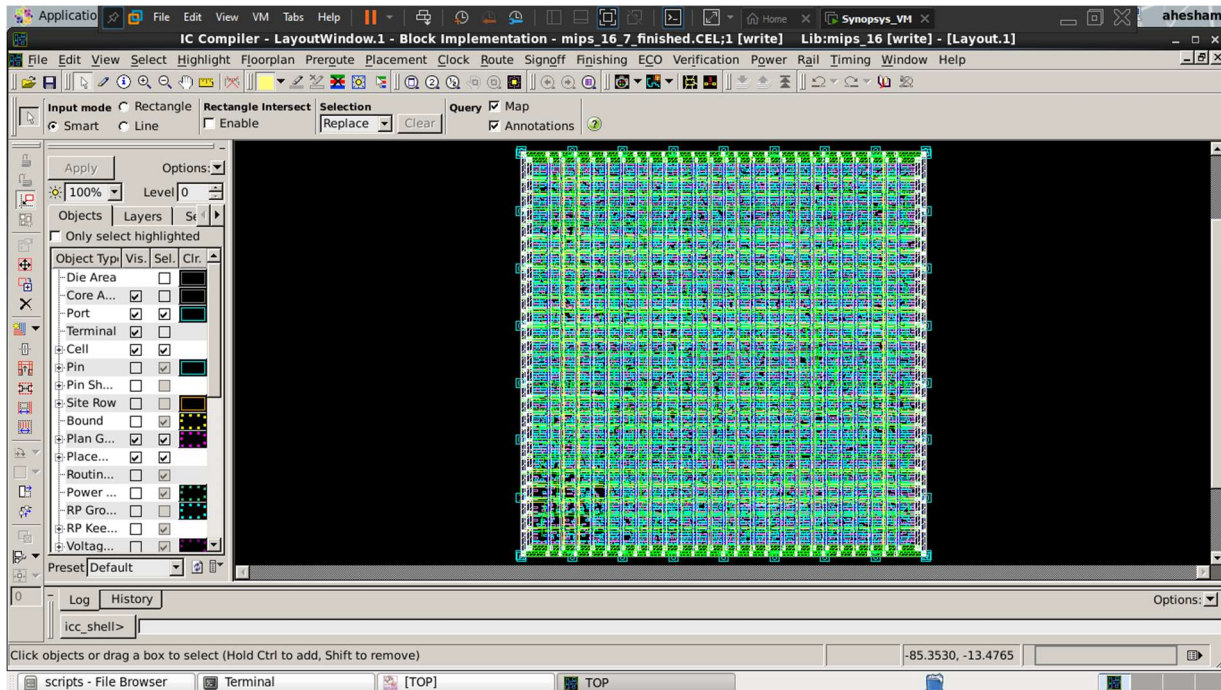 Applicatio File Edit View VM Tabs Help Home Synopsys_VM ahesham
IC Compiler - LayoutWindow.1 - Block Implementation - mips_16_7_finished.CEL;1 [write] Lib:mips_16 [write] - [Layout.1]
File Edit View Select Highlight Floorplan Preroute Placement Clock Route Signoff Finishing ECO Verification Power Rail Timing Window Help
Input mode Rectangle Rectangle Intersect Selection Query Map
Smart Line Enable Replace Clear Annotations
Apply Options:
100% Level 0
Objects Layers Se
Only select highlighted
Object Typ Vis. Sel. Clr.
Die Area
Core A...
Port
Terminal
Cell
Pin
Pin Sh...
Site Row
Bound
Plan G...
Place...
Routin...
Power ...
RP Gro...
RP Kee...
Voltag...
Preset Default
0 Log History Options:
icc_shell>
Click objects or drag a box to select (Hold Ctrl to add, Shift to remove) -85.3530, -13.4765
scripts - File Browser Terminal [TOP] TOP